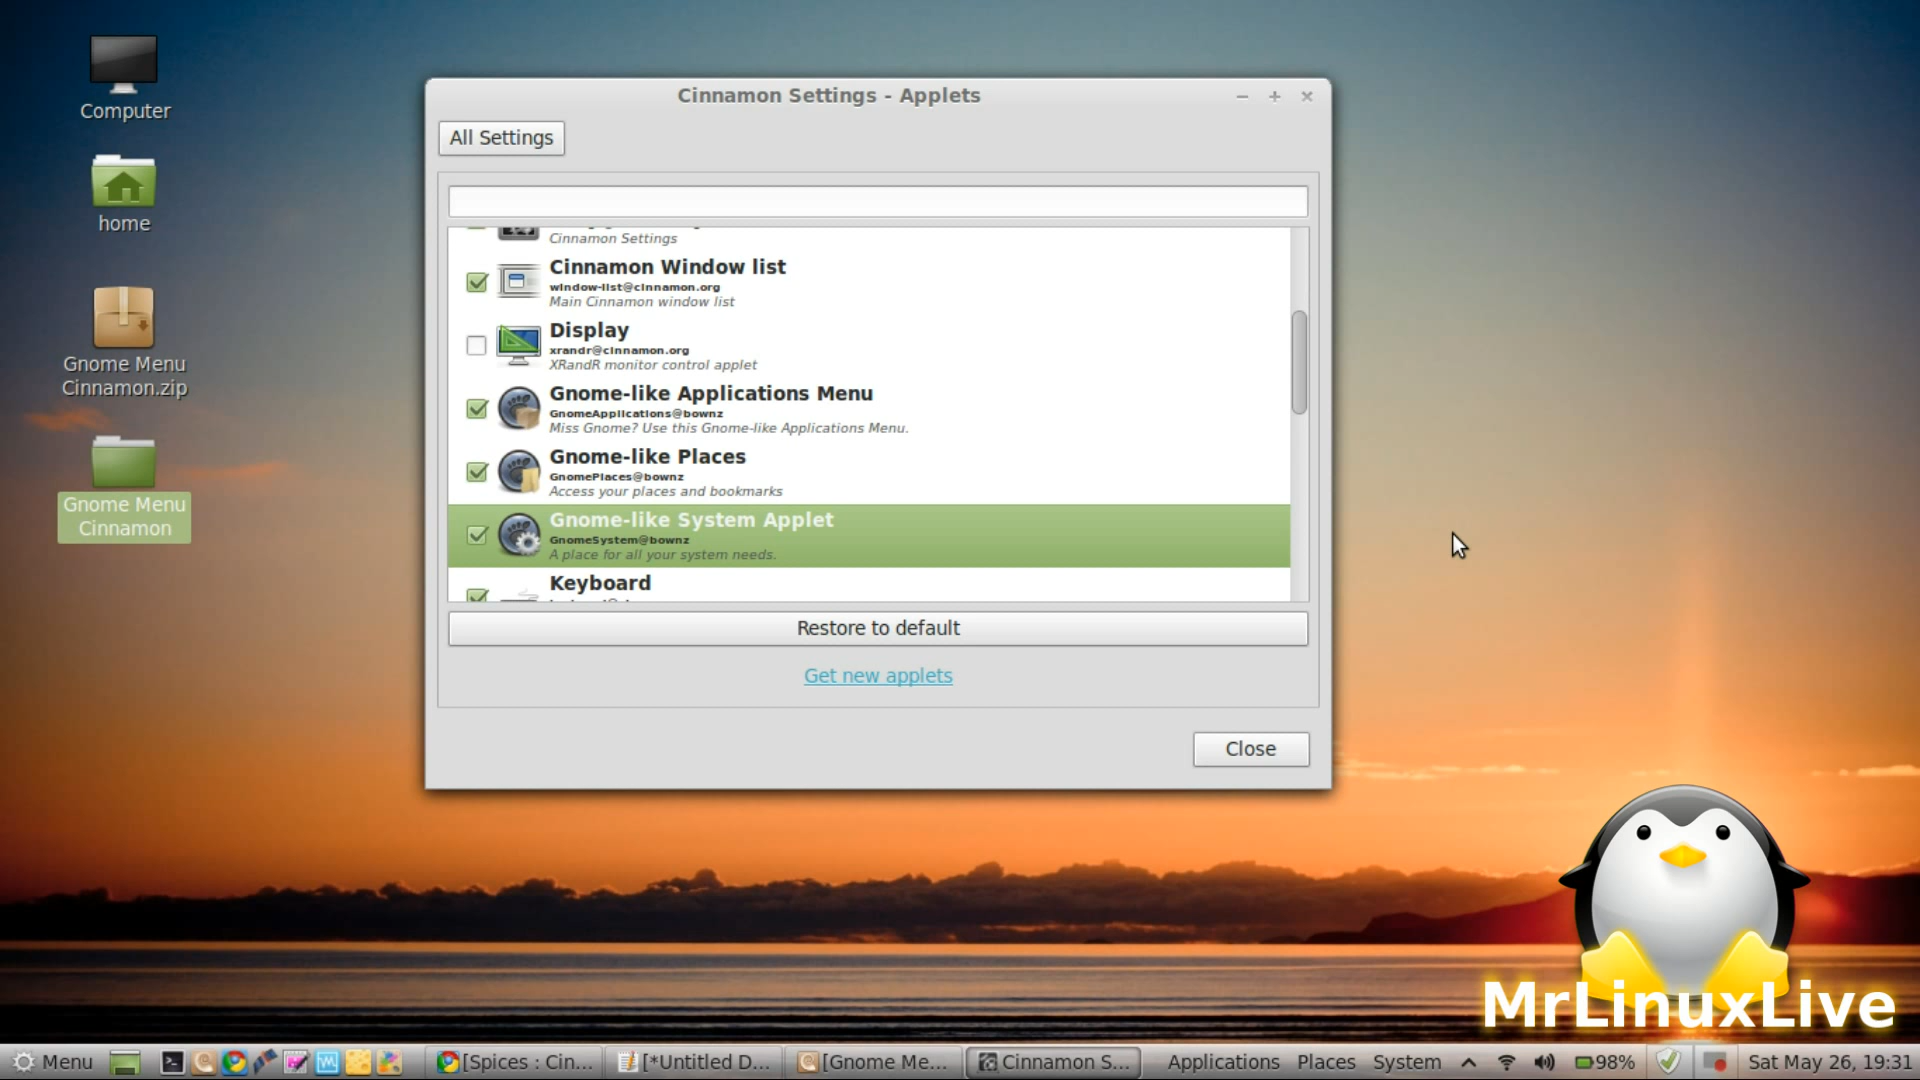 Computer
home
Gnome Menu
Cinnamon.zip
Gnome Menu
Cinnamon
Cinnamon Settings - Applets
All Settings
Cinnamon Settings
Cinnamon Window list
window-list@cinnamon.org
Main Cinnamon window list
Display
xrandr@cinnamon.org
XRandR monitor control applet
Gnome-like Applications Menu
GnomeApplications@bownz
Miss Gnome? Use this Gnome-like Applications Menu.
Gnome-like Places
GnomePlaces@bownz
Access your places and bookmarks
Gnome-like System Applet
GnomeSystem@bownz
A place for all your system needs.
Keyboard
Restore to default
Get new applets
Close
MrLinuxLive
Menu [Spices : Cin... [*Untitled D... [Gnome Me... Cinnamon S... Applications Places System 98% Sat May 26, 19:31